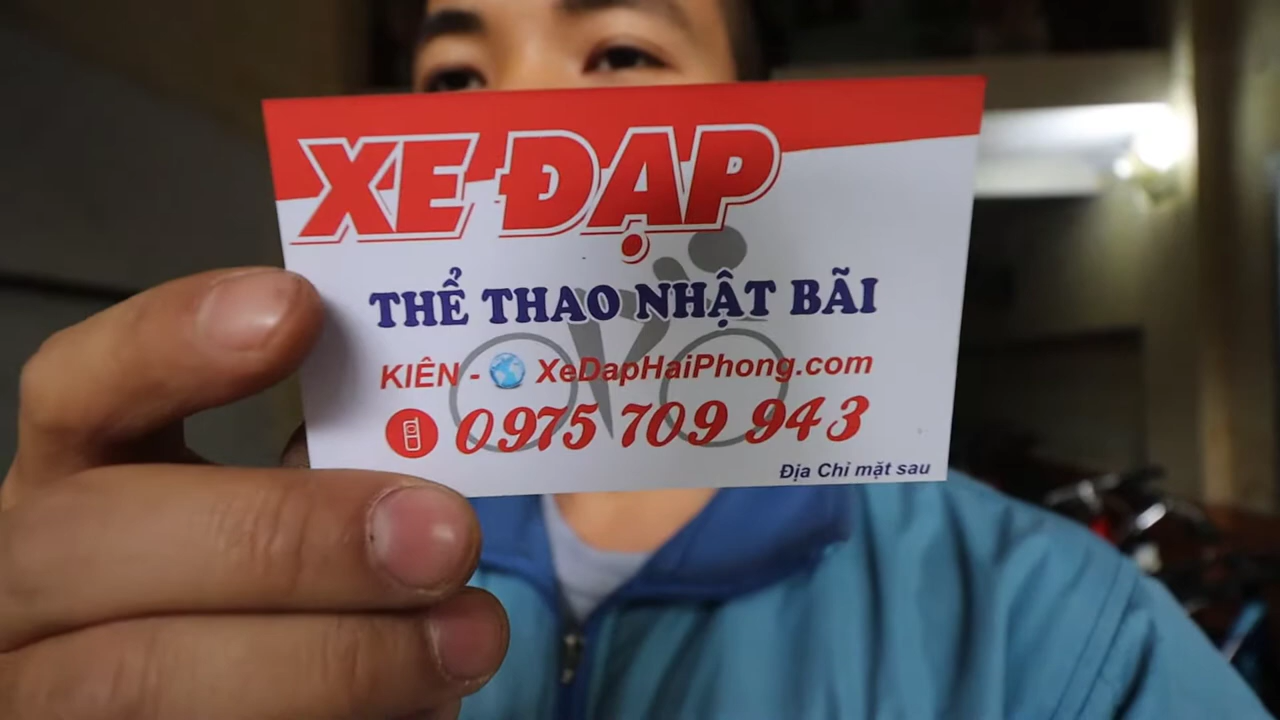 XE ĐẠP
THỂ THAO NHẬT BÃI
KIÊN - XeDapHaiPhong.com
0975 709 943
Địa Chỉ mặt sau